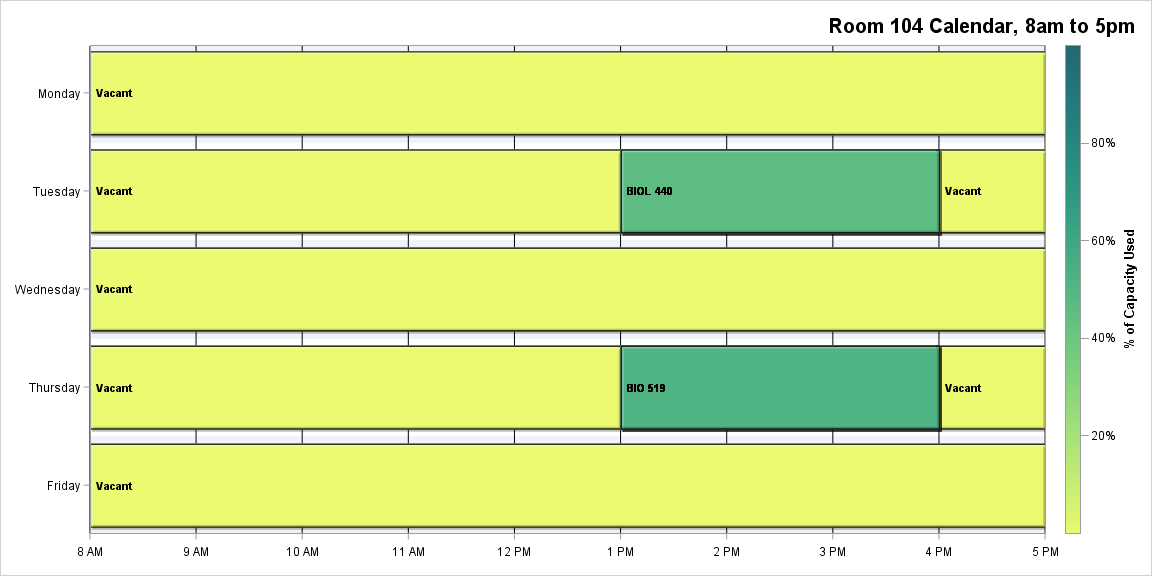 Room 104 Calendar, 8am to 5pm
Monday
Vacant
Tuesday
Vacant
BIOL 440
Vacant
Wednesday
Vacant
Thursday
Vacant
BIO 519
Vacant
Friday
Vacant
8 AM
9 AM
10 AM
11 AM
12 PM
1 PM
2 PM
3 PM
4 PM
5 PM
80%
60%
40%
20%
% of Capacity Used